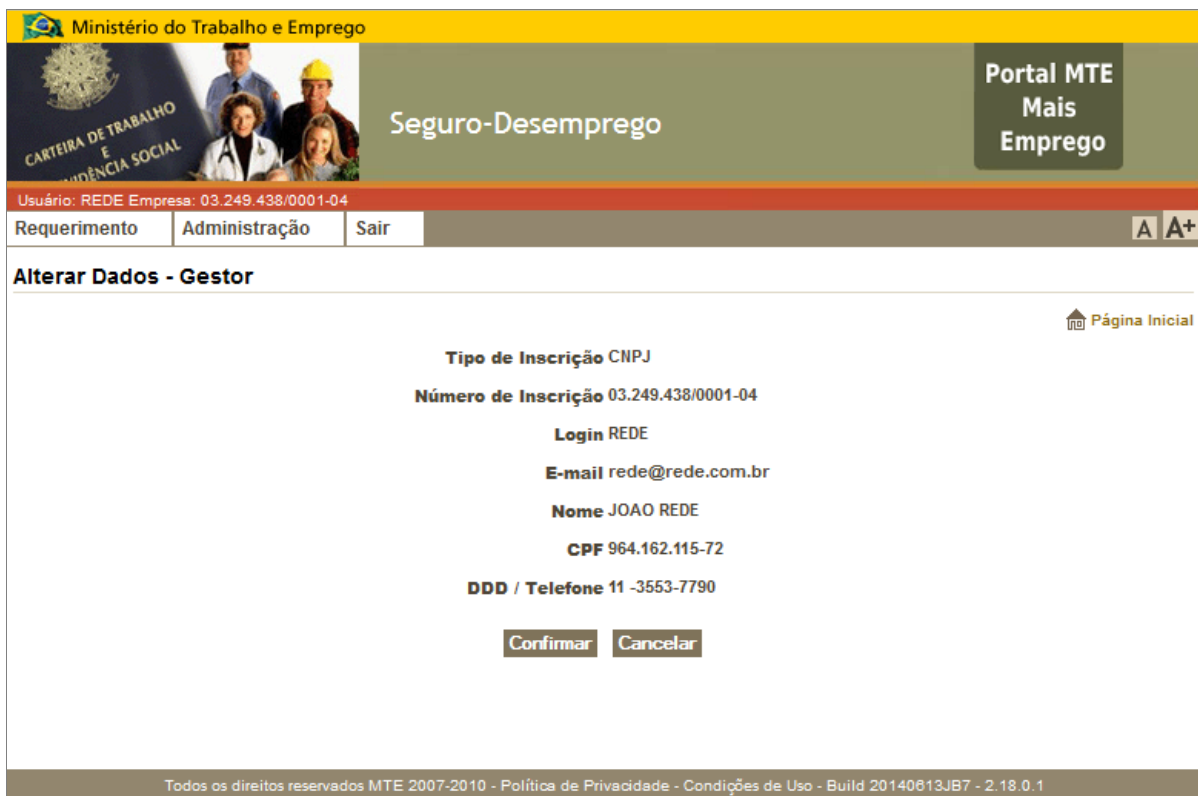 Ministério do Trabalho e Emprego
CARTEIRA DE TRABALHO
E
VIDÊNCIA SOCIAL
Seguro-Desemprego
Portal MTE
Mais
Emprego
Usuário: REDE Empresa: 03.249.438/0001-04
Requerimento Administração Sair A A+
Alterar Dados - Gestor
Página Inicial
Tipo de Inscrição CNPJ
Número de Inscrição 03.249.438/0001-04
Login REDE
E-mail rede@rede.com.br
Nome JOAO REDE
CPF 964.162.115-72
DDD / Telefone 11 -3553-7790
Confirmar Cancelar
Todos os direitos reservados MTE 2007-2010 - Política de Privacidade - Condições de Uso - Build 20140613JB7 - 2.18.0.1